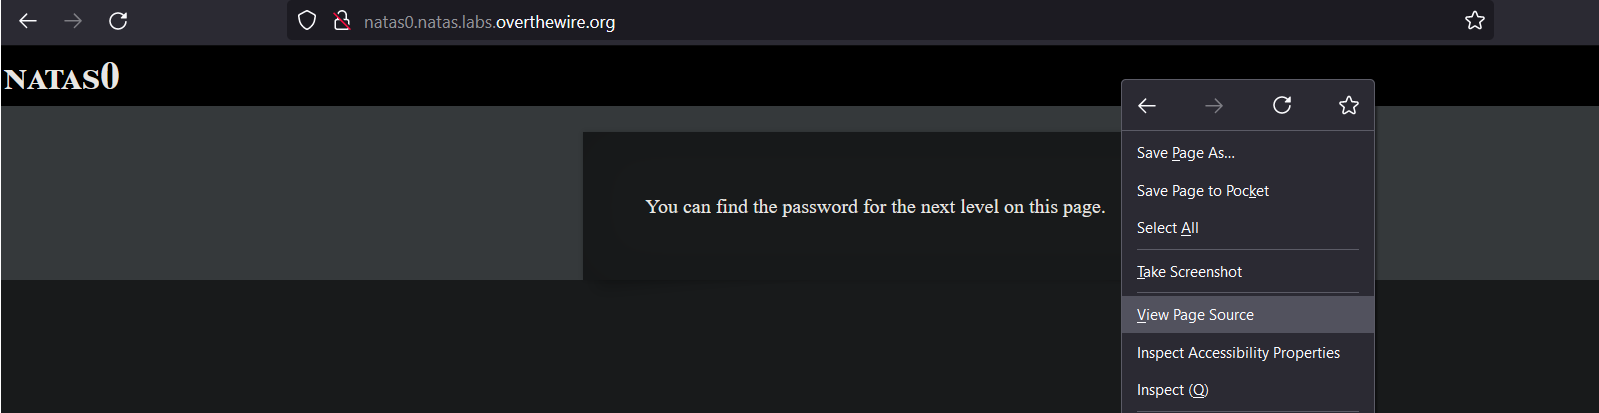 natas0.natas.labs.overthewire.org
NATAS0
You can find the password for the next level on this page.
Save Page As...
Save Page to Pocket
Select All
Take Screenshot
View Page Source
Inspect Accessibility Properties
Inspect (Q)